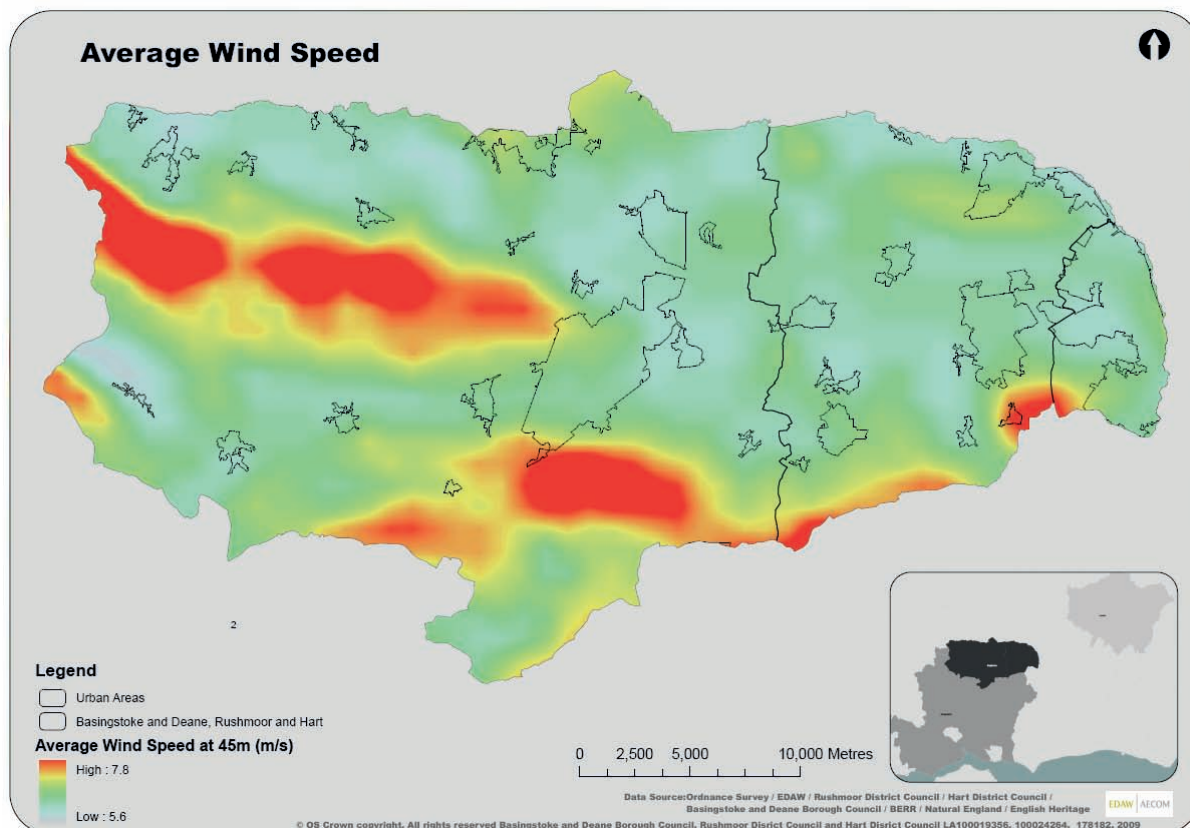 Average Wind Speed
2
Legend
Urban Areas
Basingstoke and Deane, Rushmoor and Hart
Average Wind Speed at 45m (m/s)
High : 7.8
Low : 5.6
0 2,500 5,000 10,000 Metres
Data Source:Ordnance Survey / EDAW / Rushmoor District Council / Hart District Council /
Basingstoke and Deane Borough Council / BERR / Natural England / English Heritage
EDAW AECOM
© OS Crown copyright. All rights reserved Basingstoke and Deane Borough Council, Rushmoor Disrict Council and Hart District Council LA100019356, 100024264, 178182, 2009